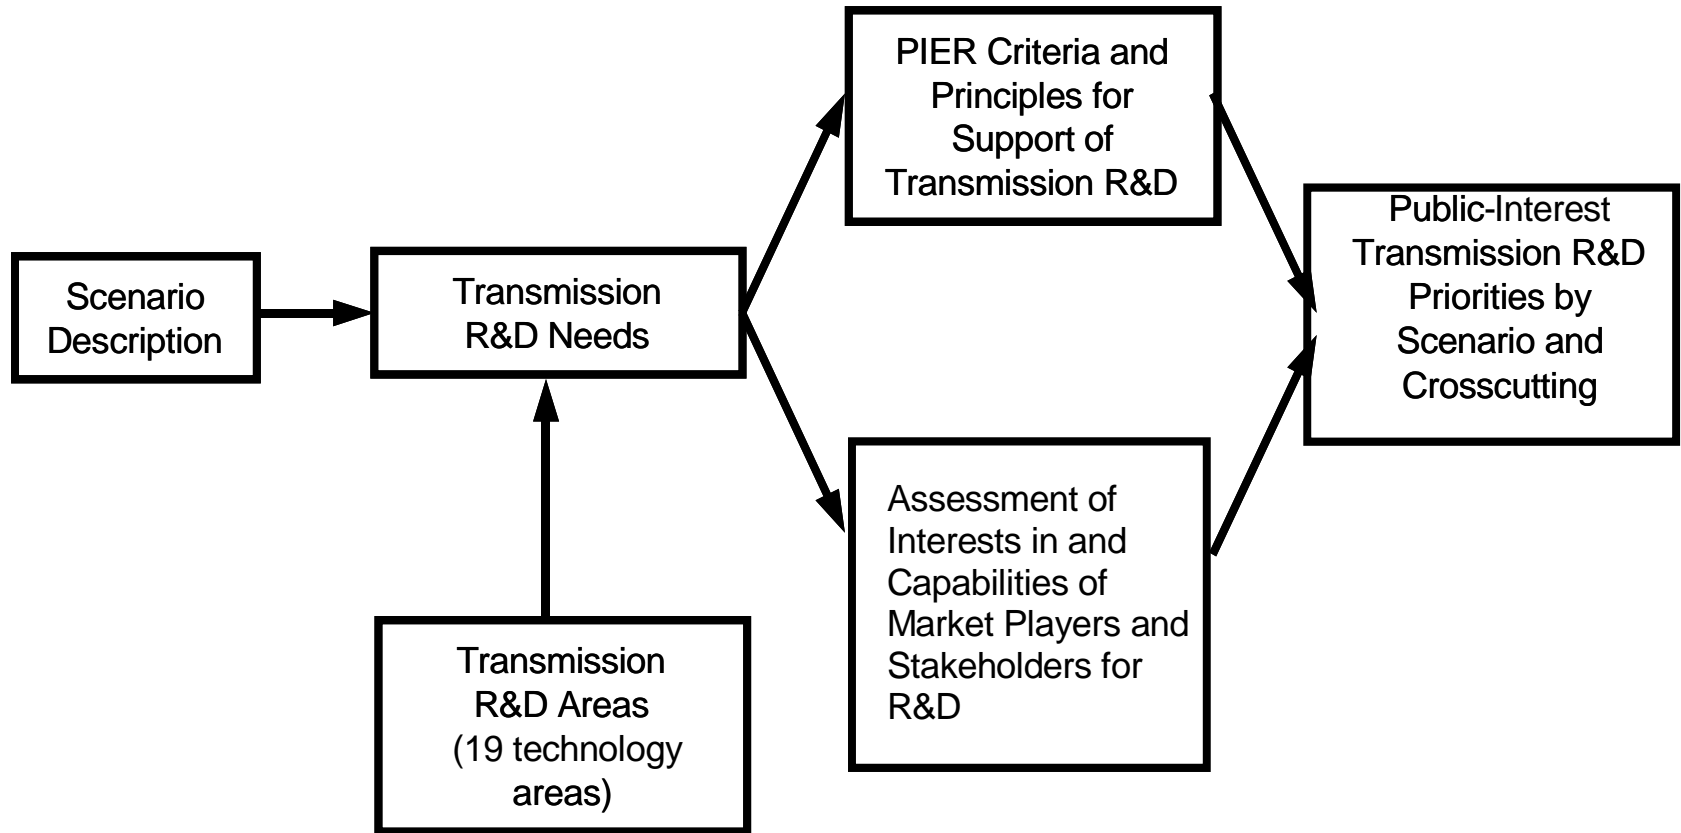 Scenario
Description
Transmission
R&D Needs
Transmission
R&D Areas
(19 technology
areas)
PIER Criteria and
Principles for
Support of
Transmission R&D
Assessment of
Interests in and
Capabilities of
Market Players and
Stakeholders for
R&D
Public-Interest
Transmission R&D
Priorities by
Scenario and
Crosscutting